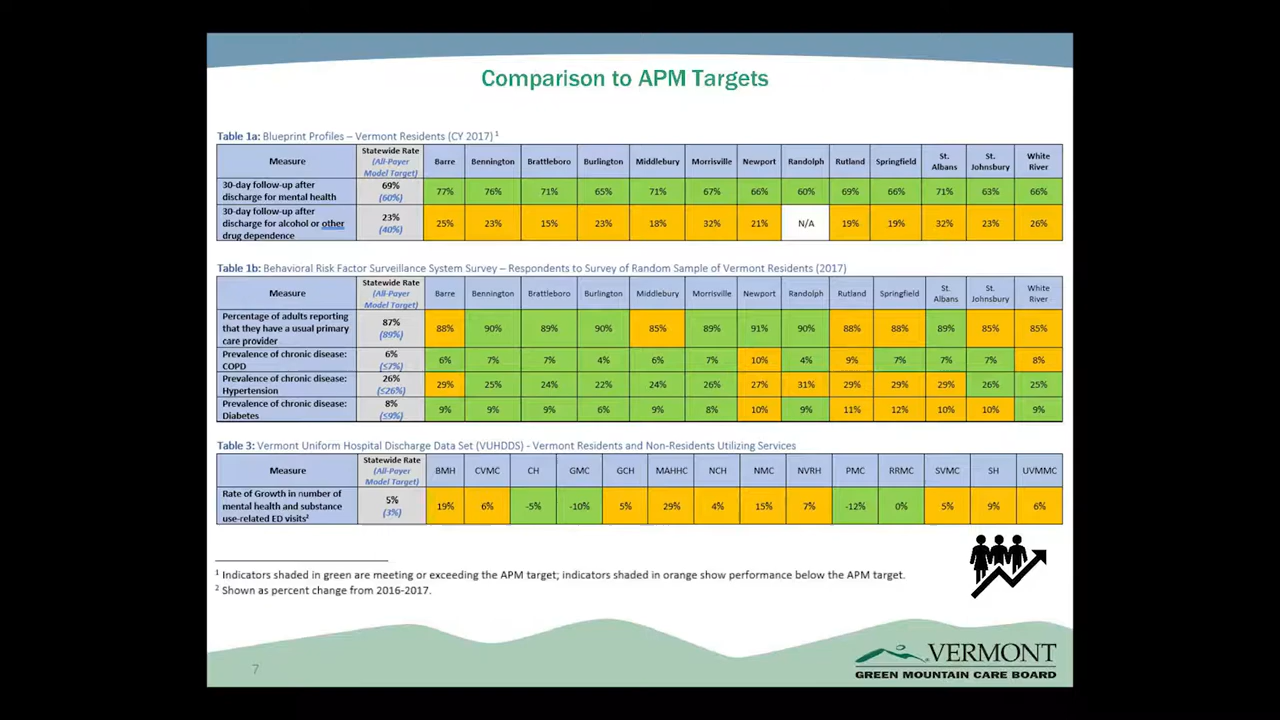 Comparison to APM Targets
Table 1a: Blueprint Profiles – Vermont Residents (CY 2017) 1
Measure Statewide Rate (All-Payer Model Target) Barre Bennington Brattleboro Burlington Middlebury Morrisville Newport Randolph Rutland Springfield St. Albans St. Johnsbury White River
30-day follow-up after discharge for mental health 69% (60%) 77% 76% 71% 65% 71% 67% 66% 60% 69% 66% 71% 63% 66%
30-day follow-up after discharge for alcohol or other drug dependence 23% (40%) 25% 23% 15% 23% 18% 32% 21% N/A 19% 19% 32% 23% 26%
Table 1b: Behavioral Risk Factor Surveillance System Survey – Respondents to Survey of Random Sample of Vermont Residents (2017)
Measure Statewide Rate (All-Payer Model Target) Barre Bennington Brattleboro Burlington Middlebury Morrisville Newport Randolph Rutland Springfield St. Albans St. Johnsbury White River
Percentage of adults reporting that they have a usual primary care provider 87% (89%) 88% 90% 89% 90% 85% 89% 91% 90% 88% 88% 89% 85% 85%
Prevalence of chronic disease: COPD 6% (≤7%) 6% 7% 7% 4% 6% 7% 10% 4% 9% 7% 7% 7% 8%
Prevalence of chronic disease: Hypertension 26% (≤26%) 29% 25% 24% 22% 24% 26% 27% 31% 29% 29% 29% 26% 25%
Prevalence of chronic disease: Diabetes 8% (≤9%) 9% 9% 9% 6% 9% 8% 10% 9% 11% 12% 10% 10% 9%
Table 3: Vermont Uniform Hospital Discharge Data Set (VUHDDS) - Vermont Residents and Non-Residents Utilizing Services
Measure Statewide Rate (All-Payer Model Target) BMH CVMC CH GMC GCH MAHHC NCH NMC NVRH PMC RRMC SVMC SH UVMMC
Rate of Growth in number of mental health and substance use-related ED visits2 5% (3%) 19% 6% -5% -10% 5% 29% 4% 15% 7% -12% 0% 5% 9% 6%
1 Indicators shaded in green are meeting or exceeding the APM target; indicators shaded in orange show performance below the APM target.
2 Shown as percent change from 2016-2017.
7
VERMONT
GREEN MOUNTAIN CARE BOARD